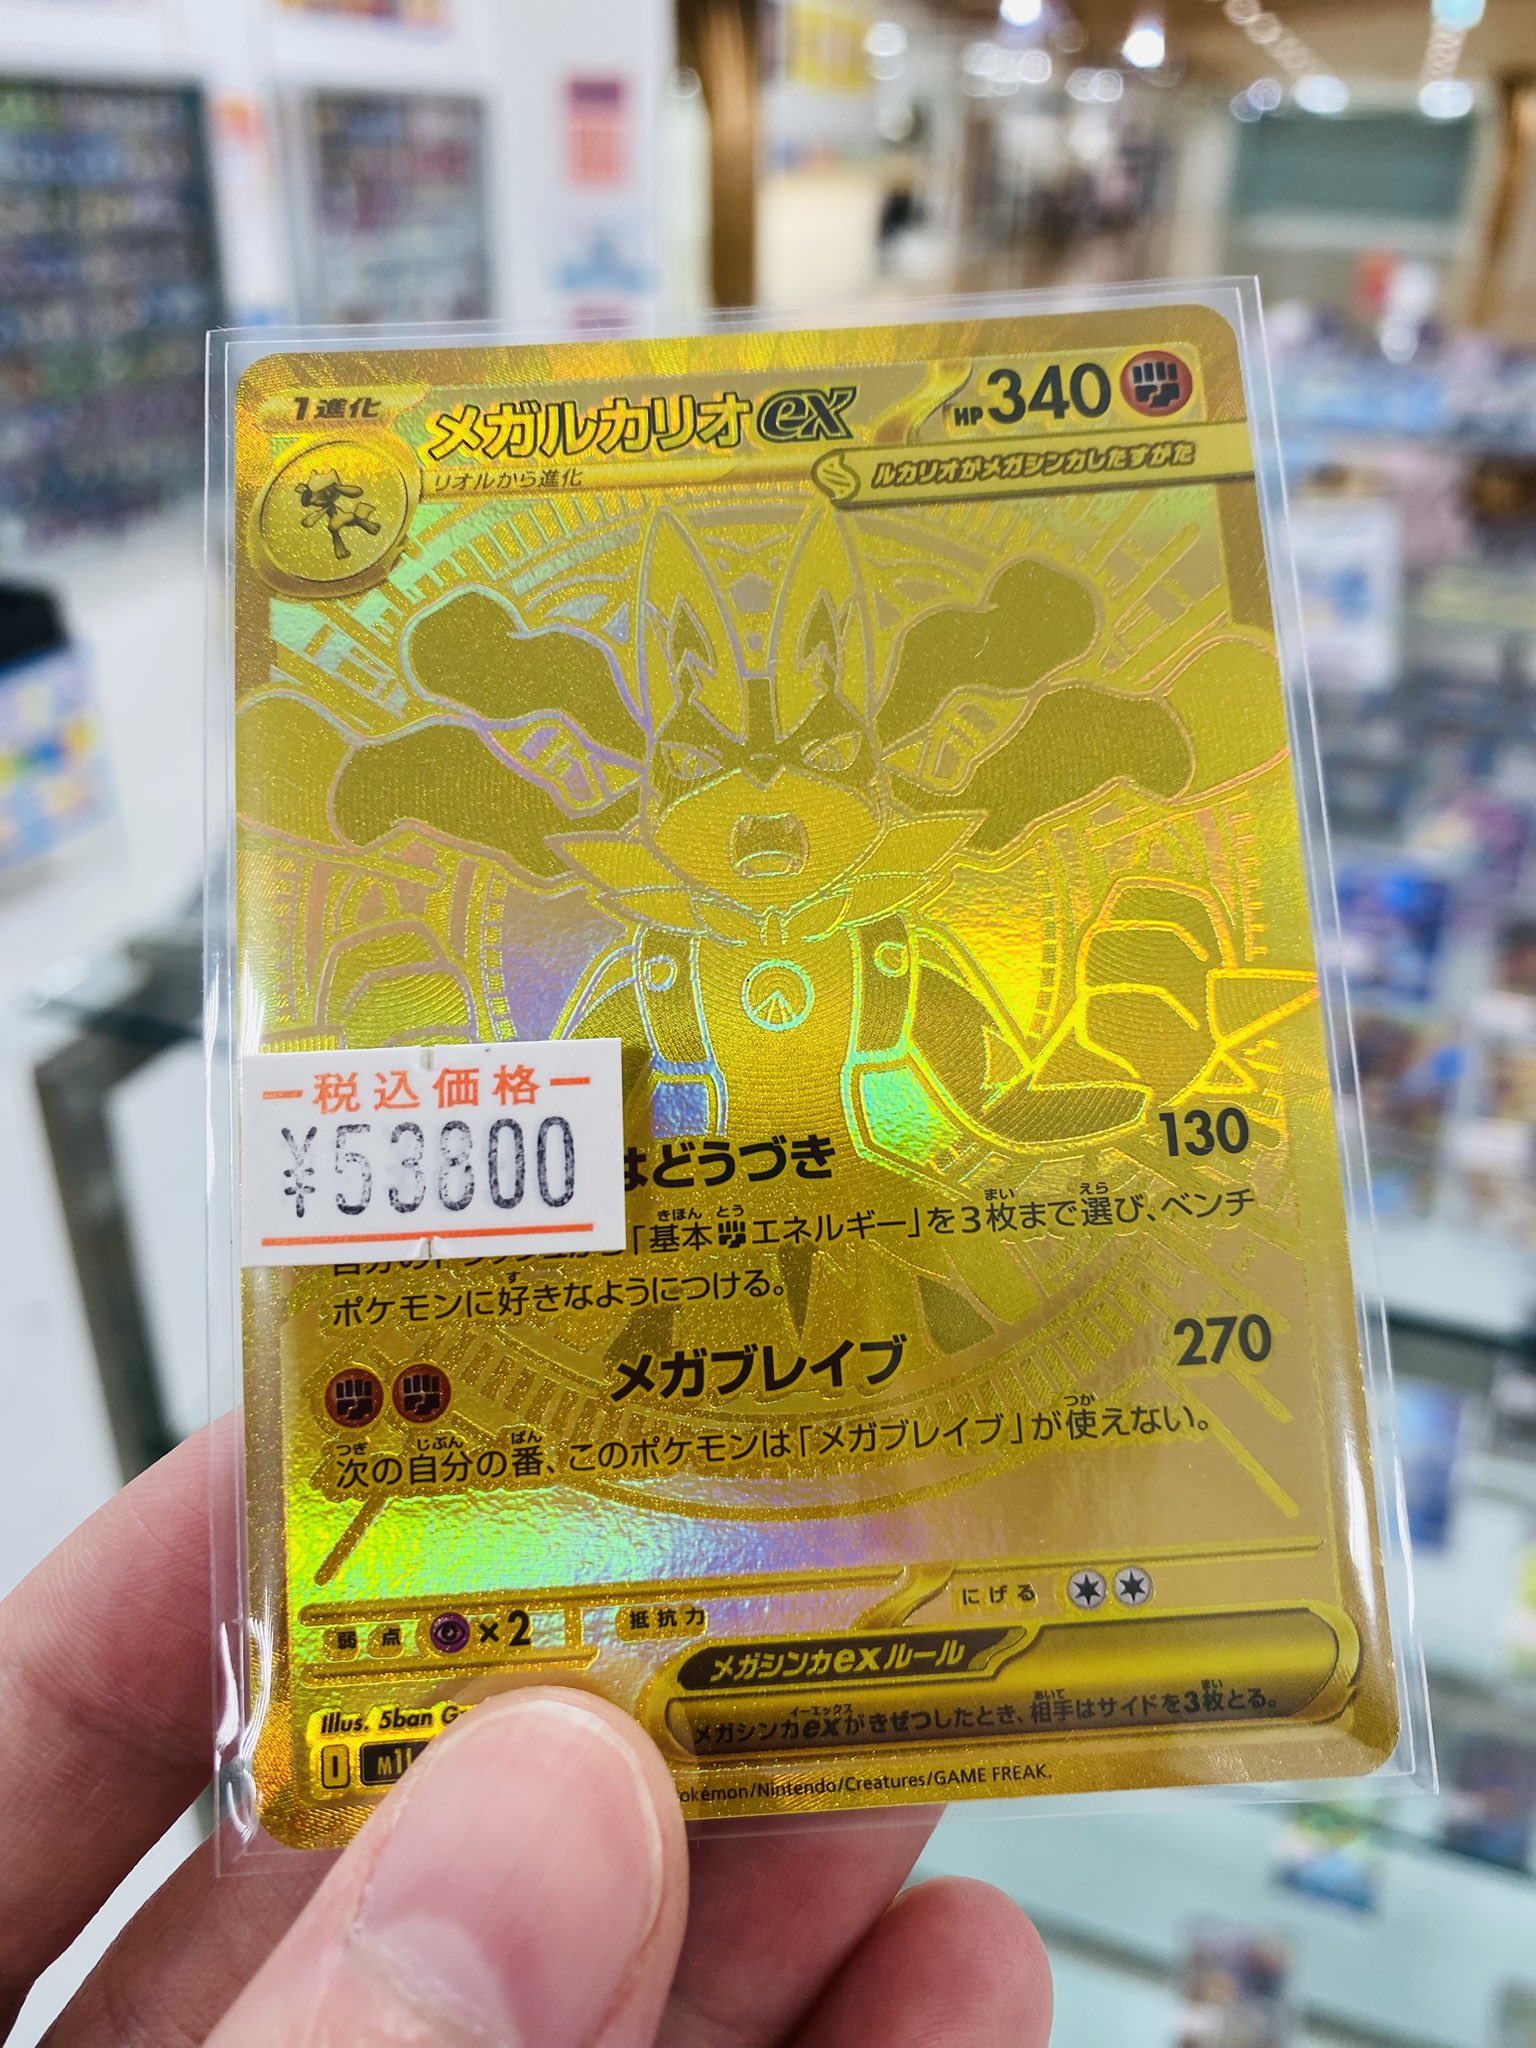 1進化
メガルカリオex
HP340
リオルから進化
ルカリオがメガシンカしたすがた
税込価格
¥53800
はどうづき 130
「基本エネルギー」を3枚まで選び、ベンチ
ポケモンに好きなようにつける。
メガブレイブ 270
次の自分の番、このポケモンは「メガブレイブ」が使えない。
にげる
弱点 ×2 抵抗力
メガシンカexルール
メガシンカexがきぜつしたとき、相手はサイドを3枚とる。
Illus. 5ban
I
Pokémon/Nintendo/Creatures/GAME FREAK.